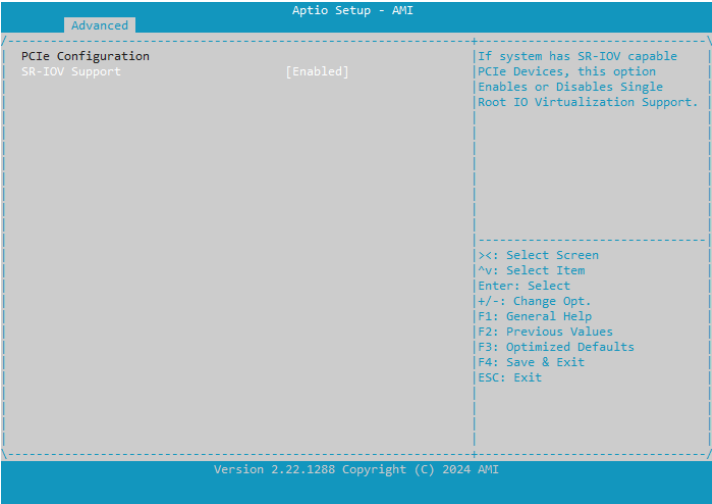 Aptio Setup - AMI
Advanced
PCIe Configuration
SR-IOV Support [Enabled]
If system has SR-IOV capable
PCIe Devices, this option
Enables or Disables Single
Root IO Virtualization Support.
><: Select Screen
^v: Select Item
Enter: Select
+/-: Change Opt.
F1: General Help
F2: Previous Values
F3: Optimized Defaults
F4: Save & Exit
ESC: Exit
Version 2.22.1288 Copyright (C) 2024 AMI